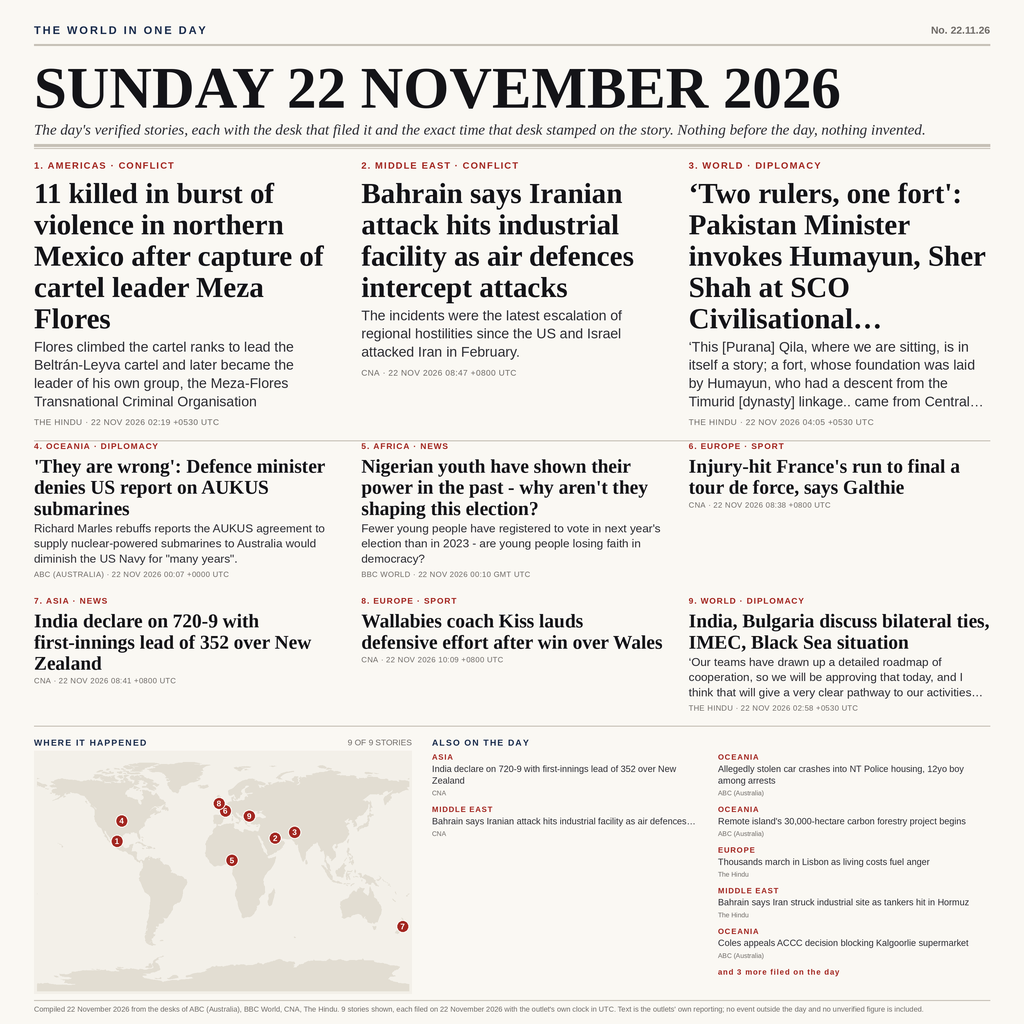 THE WORLD IN ONE DAY
No. 22.11.26
SUNDAY 22 NOVEMBER 2026
The day's verified stories, each with the desk that filed it and the exact time that desk stamped on the story. Nothing before the day, nothing invented.
1. AMERICAS · CONFLICT
11 killed in burst of
violence in northern
Mexico after capture of
cartel leader Meza
Flores
Flores climbed the cartel ranks to lead the
Beltrán-Leyva cartel and later became the
leader of his own group, the Meza-Flores
Transnational Criminal Organisation
THE HINDU · 22 NOV 2026 02:19 +0530 UTC
2. MIDDLE EAST · CONFLICT
Bahrain says Iranian
attack hits industrial
facility as air defences
intercept attacks
The incidents were the latest escalation of
regional hostilities since the US and Israel
attacked Iran in February.
CNA · 22 NOV 2026 08:47 +0800 UTC
3. WORLD · DIPLOMACY
‘Two rulers, one fort':
Pakistan Minister
invokes Humayun, Sher
Shah at SCO
Civilisational…
‘This [Purana] Qila, where we are sitting, is in
itself a story; a fort, whose foundation was laid
by Humayun, who had a descent from the
Timurid [dynasty] linkage.. came from Central…
THE HINDU · 22 NOV 2026 04:05 +0530 UTC
4. OCEANIA · DIPLOMACY
'They are wrong': Defence minister
denies US report on AUKUS
submarines
Richard Marles rebuffs reports the AUKUS agreement to
supply nuclear-powered submarines to Australia would
diminish the US Navy for "many years".
ABC (AUSTRALIA) · 22 NOV 2026 00:07 +0000 UTC
5. AFRICA · NEWS
Nigerian youth have shown their
power in the past - why aren't they
shaping this election?
Fewer young people have registered to vote in next year's
election than in 2023 - are young people losing faith in
democracy?
BBC WORLD · 22 NOV 2026 00:10 GMT UTC
6. EUROPE · SPORT
Injury-hit France's run to final a
tour de force, says Galthie
CNA · 22 NOV 2026 08:38 +0800 UTC
7. ASIA · NEWS
India declare on 720-9 with
first-innings lead of 352 over New
Zealand
CNA · 22 NOV 2026 08:41 +0800 UTC
8. EUROPE · SPORT
Wallabies coach Kiss lauds
defensive effort after win over Wales
CNA · 22 NOV 2026 10:09 +0800 UTC
9. WORLD · DIPLOMACY
India, Bulgaria discuss bilateral ties,
IMEC, Black Sea situation
‘Our teams have drawn up a detailed roadmap of
cooperation, so we will be approving that today, and I
think that will give a very clear pathway to our activities…
THE HINDU · 22 NOV 2026 02:58 +0530 UTC
WHERE IT HAPPENED
9 OF 9 STORIES
8
6
4
9
3
1
2
5
7
ALSO ON THE DAY
ASIA
India declare on 720-9 with first-innings lead of 352 over New
Zealand
CNA
MIDDLE EAST
Bahrain says Iranian attack hits industrial facility as air defences…
CNA
OCEANIA
Allegedly stolen car crashes into NT Police housing, 12yo boy
among arrests
ABC (Australia)
OCEANIA
Remote island's 30,000-hectare carbon forestry project begins
ABC (Australia)
EUROPE
Thousands march in Lisbon as living costs fuel anger
The Hindu
MIDDLE EAST
Bahrain says Iran struck industrial site as tankers hit in Hormuz
The Hindu
OCEANIA
Coles appeals ACCC decision blocking Kalgoorlie supermarket
ABC (Australia)
and 3 more filed on the day
Compiled 22 November 2026 from the desks of ABC (Australia), BBC World, CNA, The Hindu. 9 stories shown, each filed on 22 November 2026 with the outlet's own clock in UTC. Text is the outlets' own reporting; no event outside the day and no unverified figure is included.